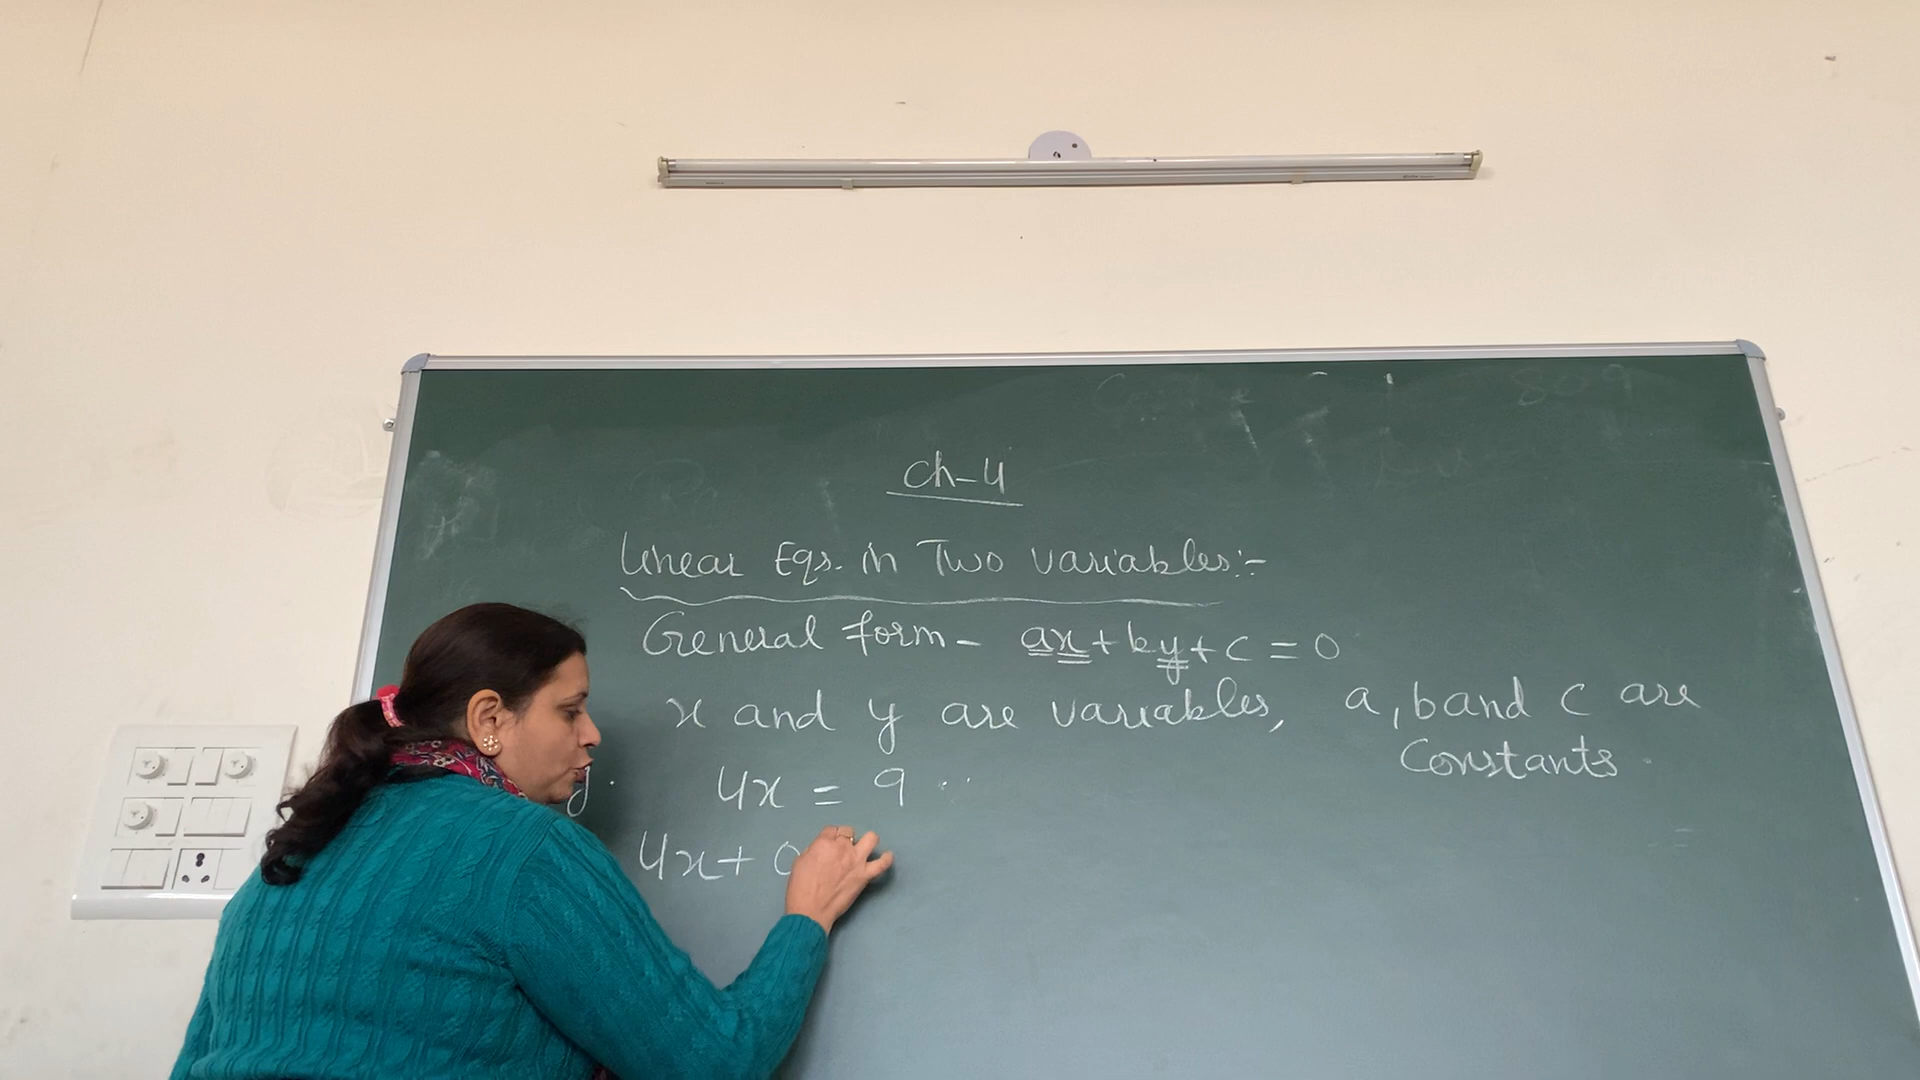 Ch-4
Linear Eqs. in Two variables:-
General form - ax + by + c = 0
x and y are variables, a, b and c are
Constants.
4x = 9
4x + 0